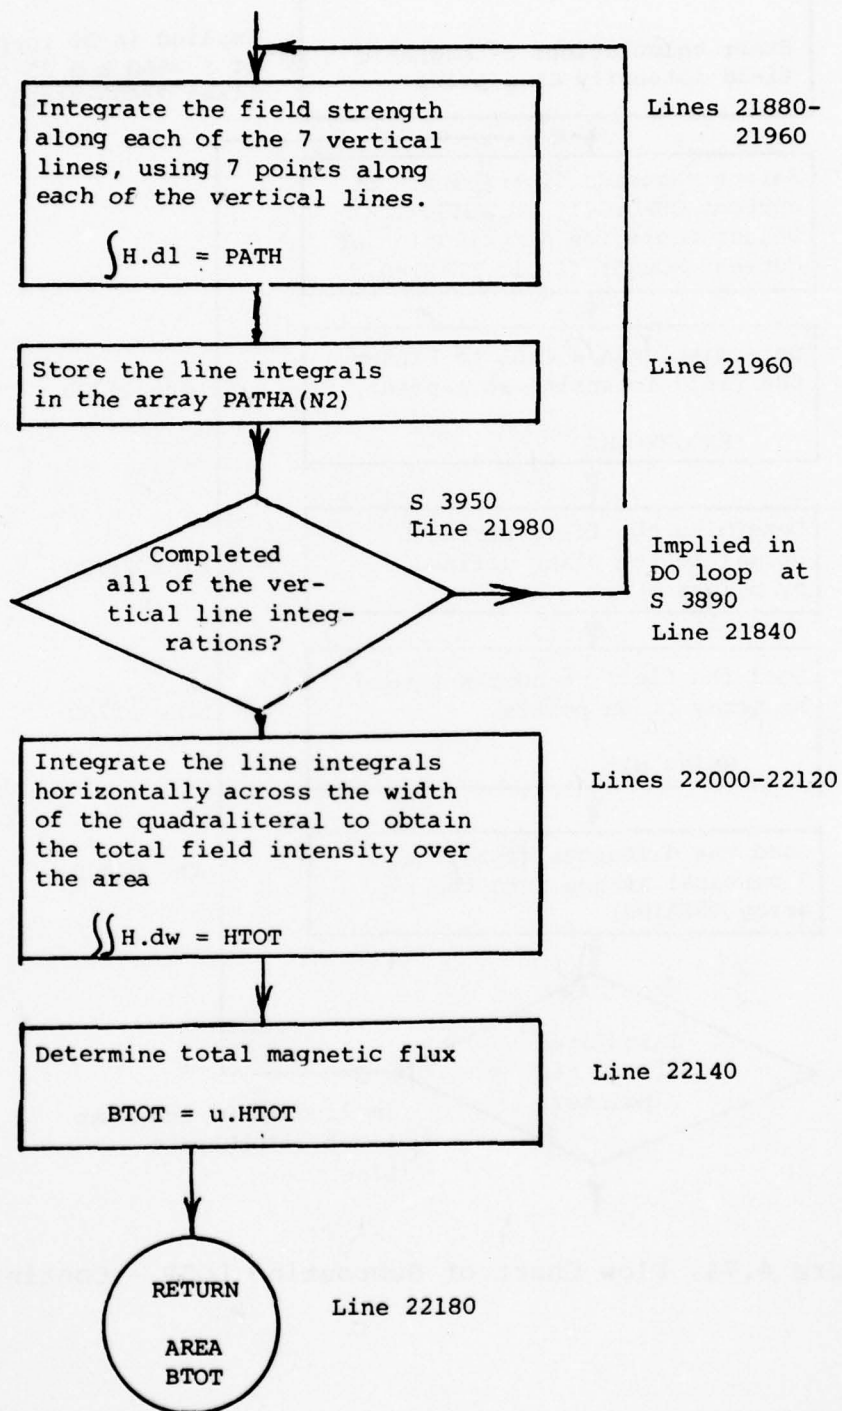 Integrate the field strength
along each of the 7 vertical
lines, using 7 points along
each of the vertical lines.
∫H.dl = PATH
Lines 21880-
21960
Store the line integrals
in the array PATHA(N2)
Line 21960
S 3950
Line 21980
Completed
all of the ver-
tical line integ-
rations?
Implied in
DO loop at
S 3890
Line 21840
Integrate the line integrals
horizontally across the width
of the quadraliteral to obtain
the total field intensity over
the area
∬H.dw = HTOT
Lines 22000-22120
Determine total magnetic flux
BTOT = u.HTOT
Line 22140
RETURN
AREA
BTOT
Line 22180